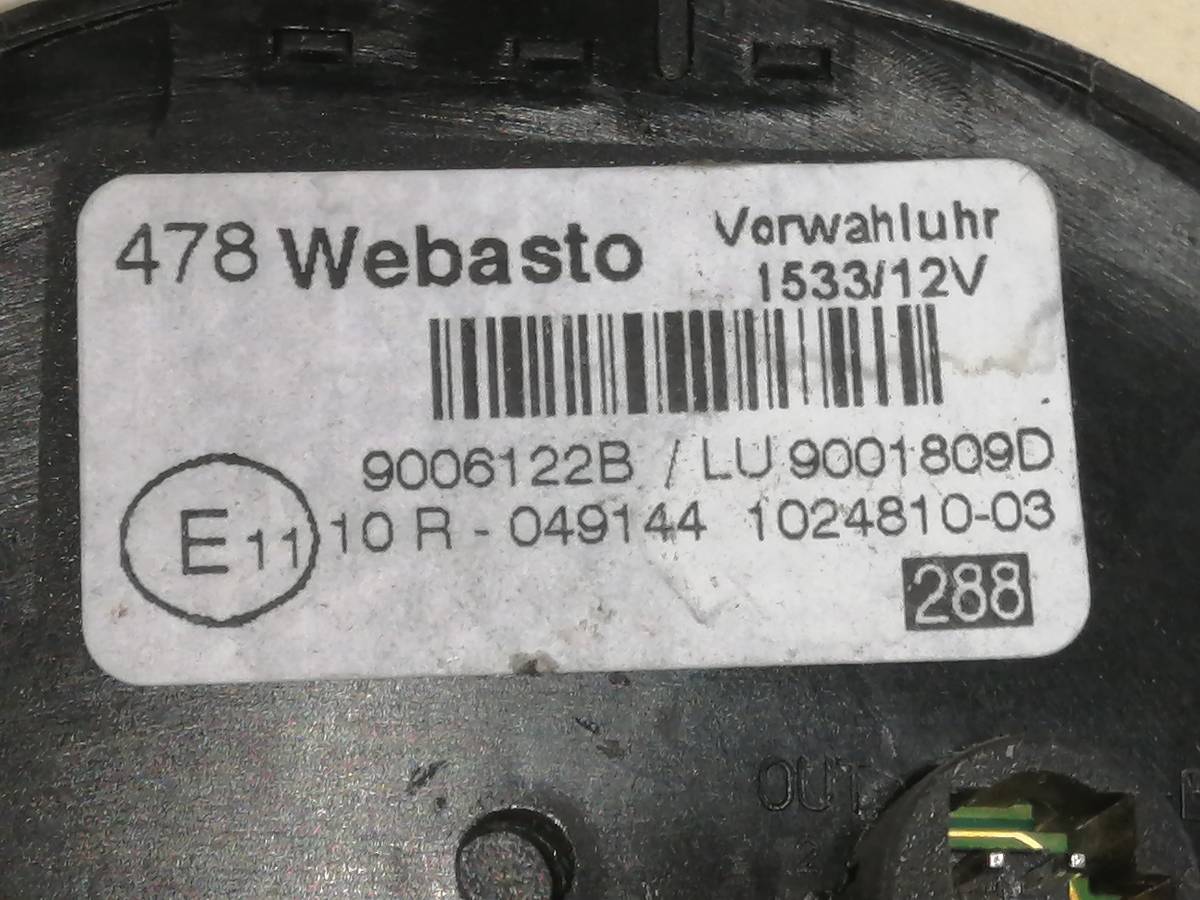 478 Webasto Vorwahluhr
1533/12V
9006122B / LU 9001809D
E11 10 R - 049144 1024810-03
288
OUT